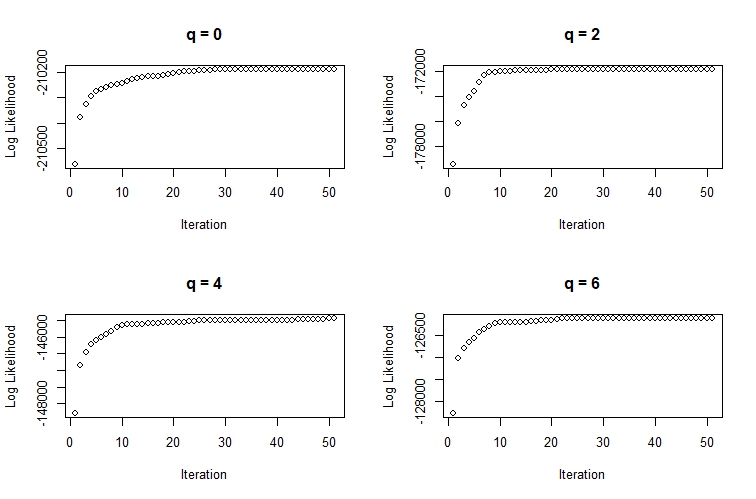 q = 0
Log Likelihood
-210200
-210500
0 10 20 30 40 50
Iteration
q = 2
Log Likelihood
-172000
-178000
0 10 20 30 40 50
Iteration
q = 4
Log Likelihood
-146000
-148000
0 10 20 30 40 50
Iteration
q = 6
Log Likelihood
-126500
-128000
0 10 20 30 40 50
Iteration